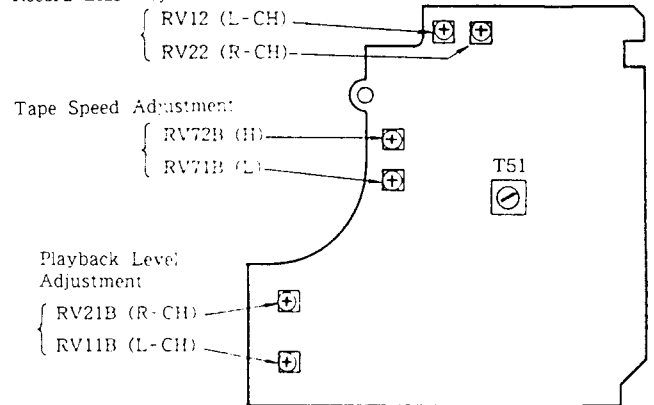 RV12 (L-CH)
RV22 (R-CH)
Tape Speed Adjustment
RV72B (H)
RV71B (L)
T51
Playback Level
Adjustment
RV21B (R-CH)
RV11B (L-CH)